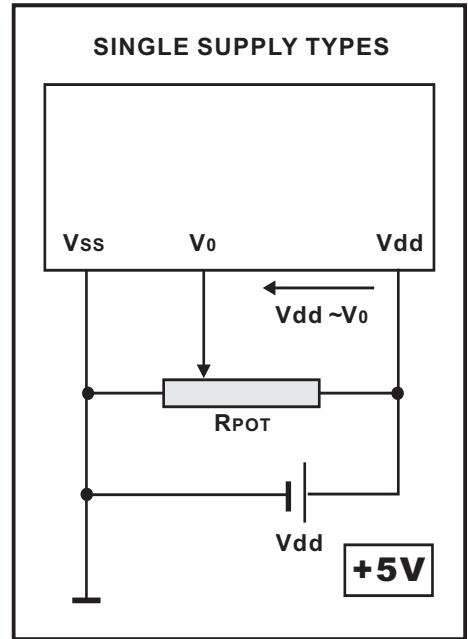 SINGLE SUPPLY TYPES
Vss V0 Vdd
Vdd ~V0
RPOT
Vdd
+5V